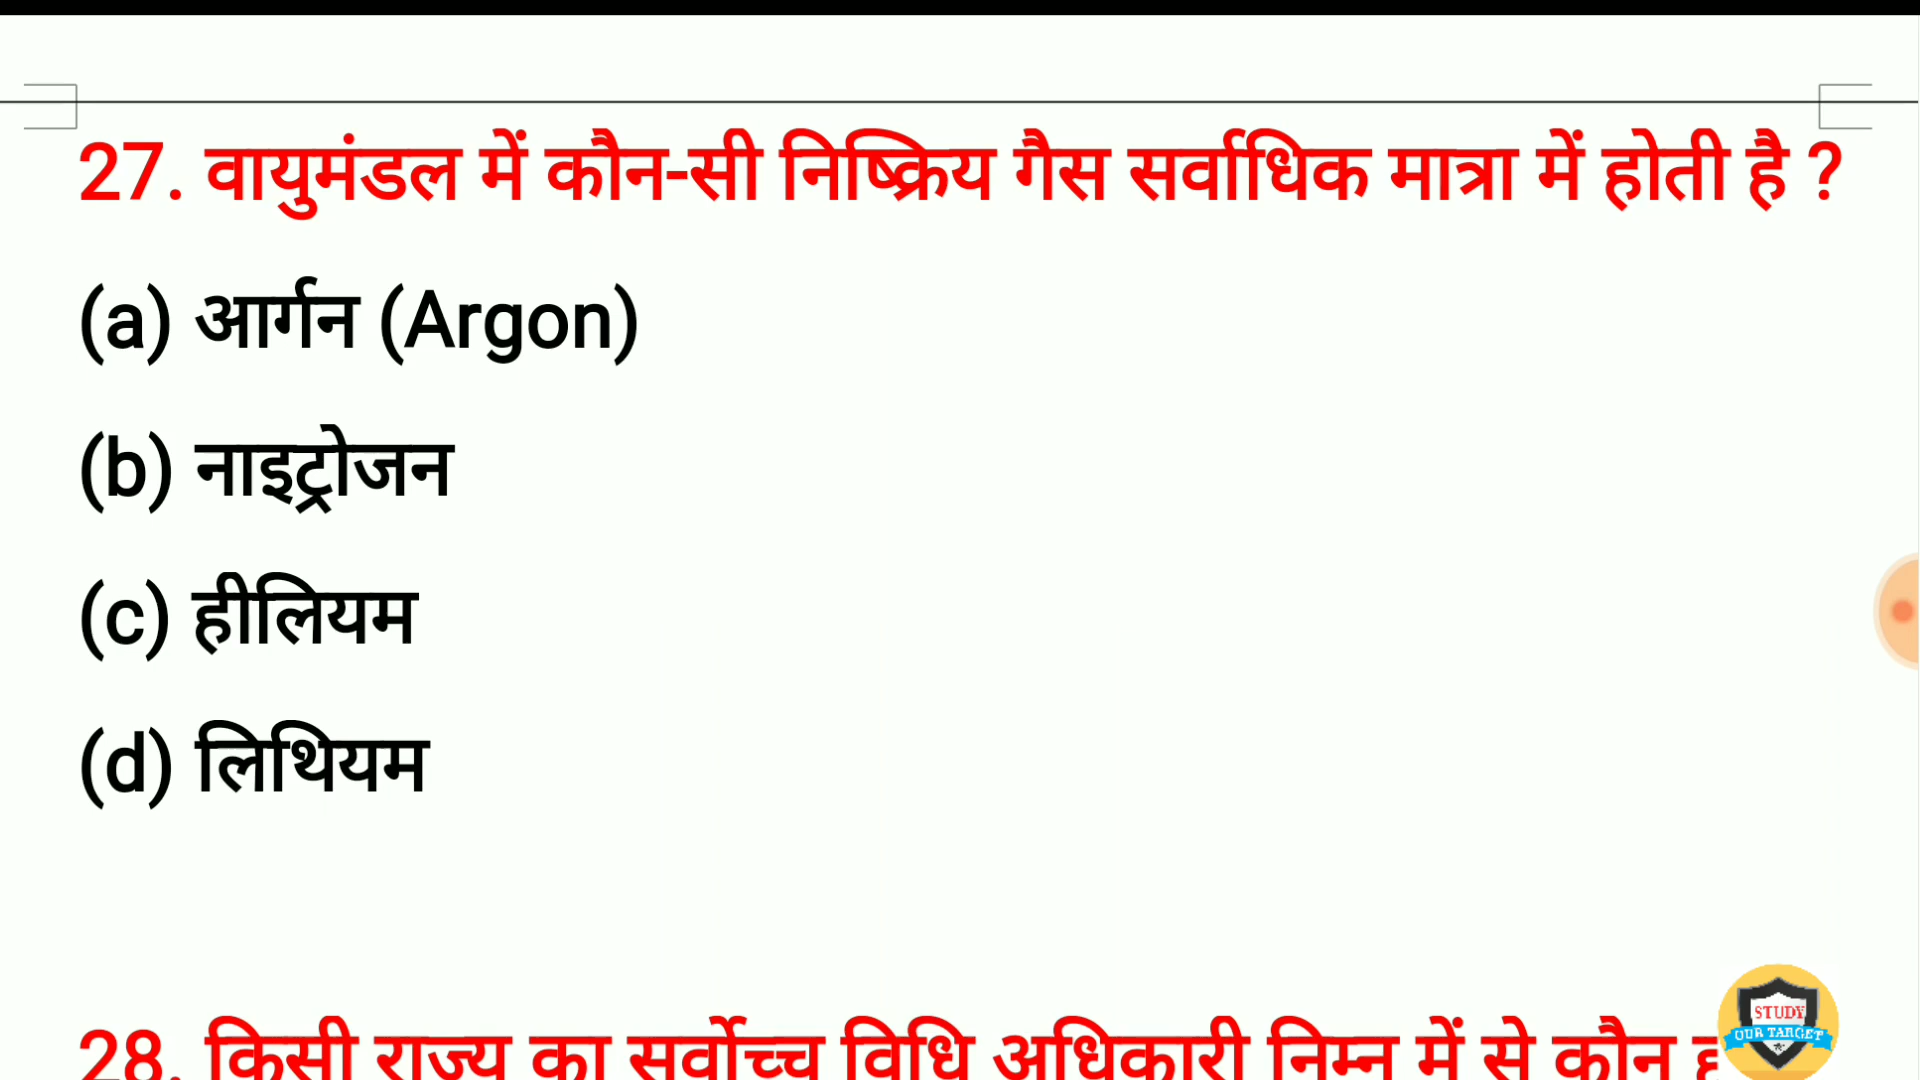 27. वायुमंडल में कौन-सी निष्क्रिय गैस सर्वाधिक मात्रा में होती है ?
(a) आर्गन (Argon)
(b) नाइट्रोजन
(c) हीलियम
(d) लिथियम
28. किसी राज्य का सर्वोच्च विधि अधिकारी निम्न में से कौन
STUDY
OUR TARGET